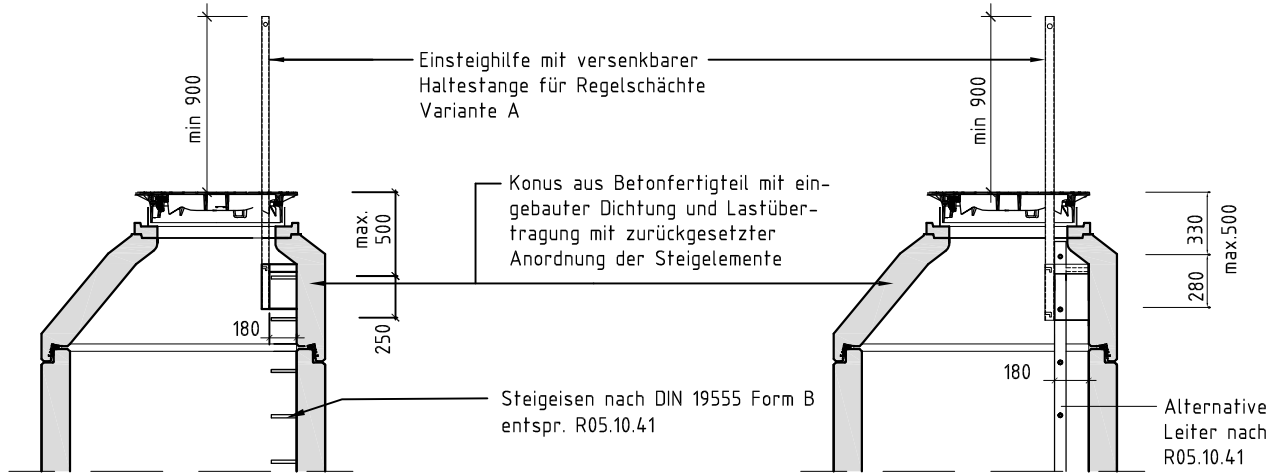 min 900
Einsteighilfe mit versenkbarer
Haltestange für Regelschächte
Variante A
min 900
Konus aus Betonfertigteil mit ein-
gebauter Dichtung und Lastüber-
tragung mit zurückgesetzter
Anordnung der Steigelemente
max.
500
250
180
330
max.500
280
180
Steigeisen nach DIN 19555 Form B
entspr. R05.10.41
Alternative
Leiter nach
R05.10.41